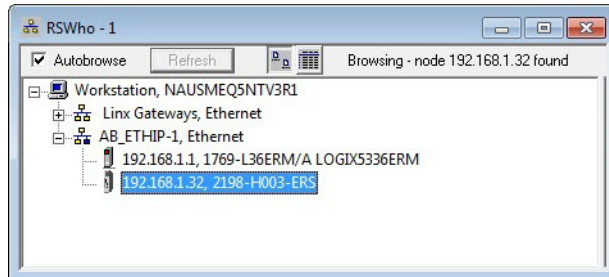 RSWho - 1
Autobrowse Refresh Browsing - node 192.168.1.32 found
Workstation, NAUSMEQ5NTV3R1
Linx Gateways, Ethernet
AB_ETHIP-1, Ethernet
192.168.1.1, 1769-L36ERM/A LOGIX5336ERM
192.168.1.32, 2198-H003-ERS